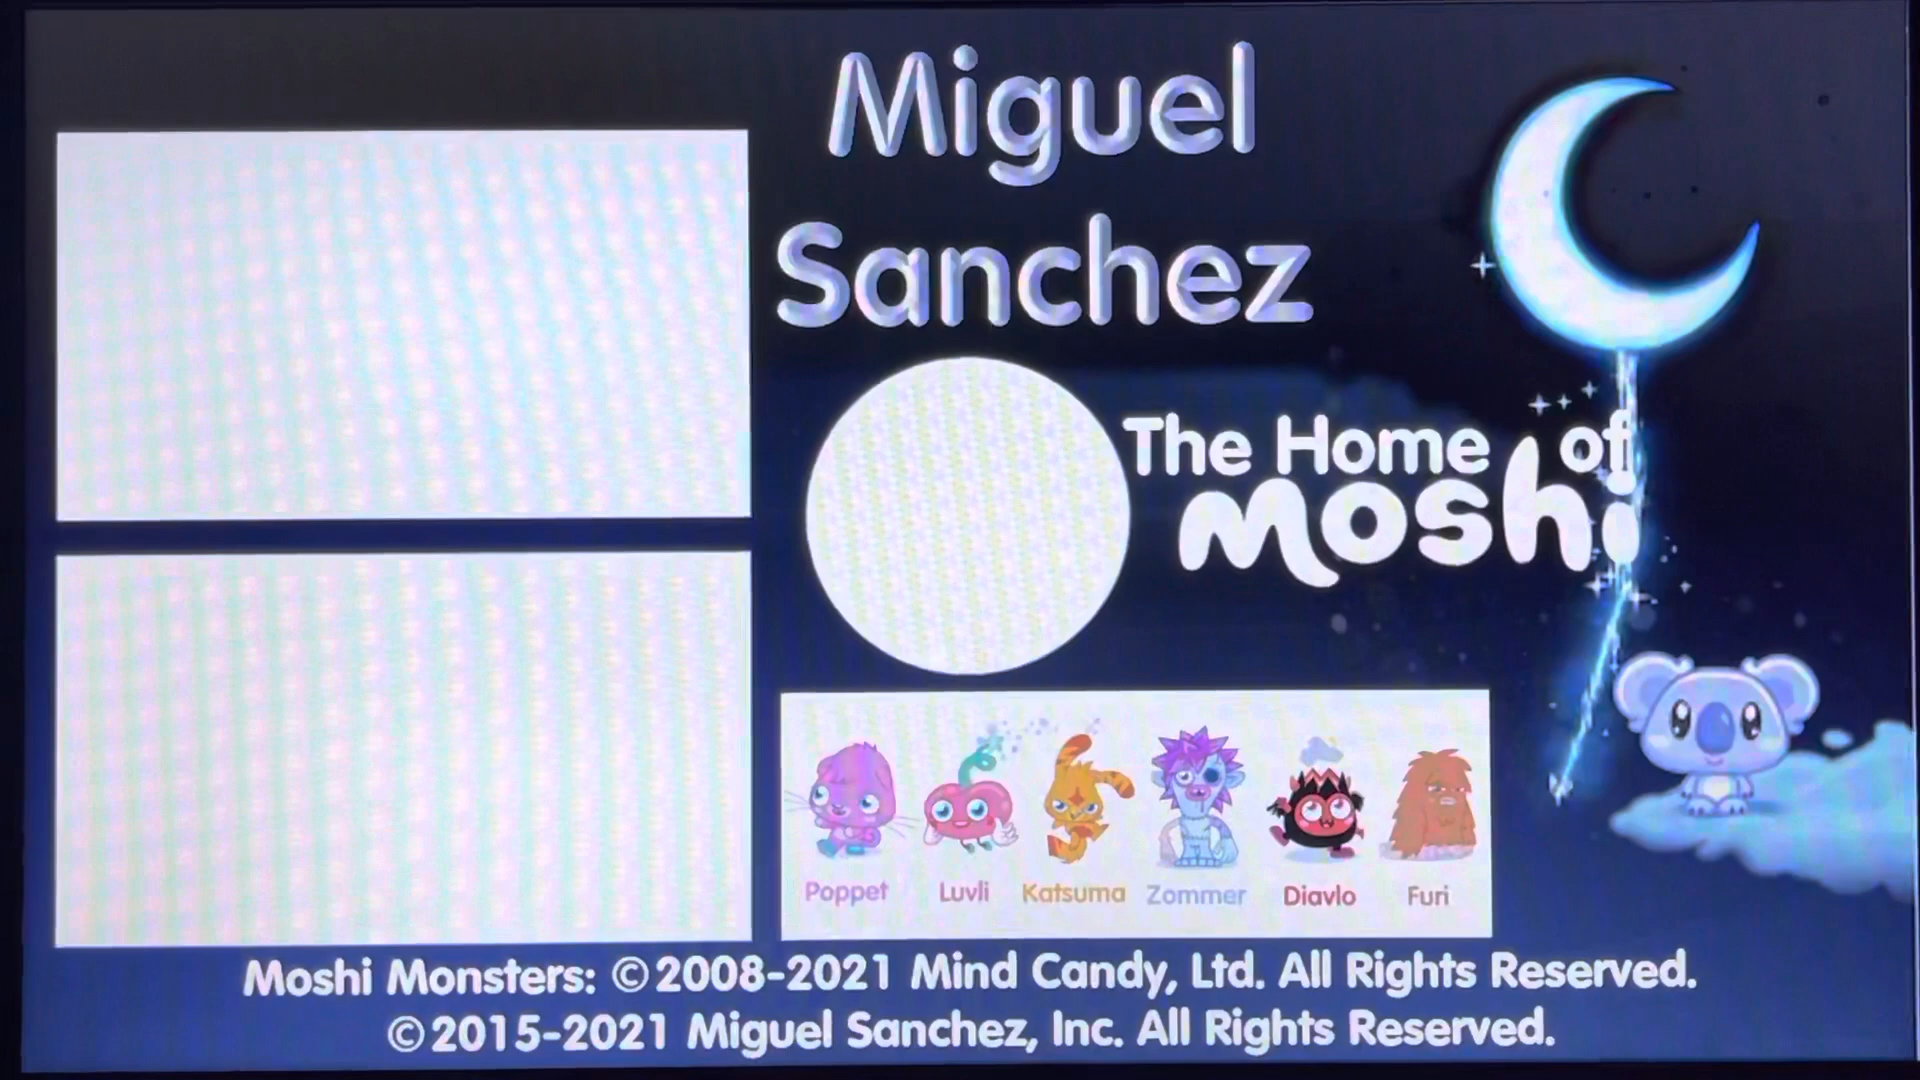 Miguel
Sanchez
The Home of
moshi
Poppet Luvli Katsuma Zommer Diavlo Furi
Moshi Monsters: ©2008-2021 Mind Candy, Ltd. All Rights Reserved.
©2015-2021 Miguel Sanchez, Inc. All Rights Reserved.